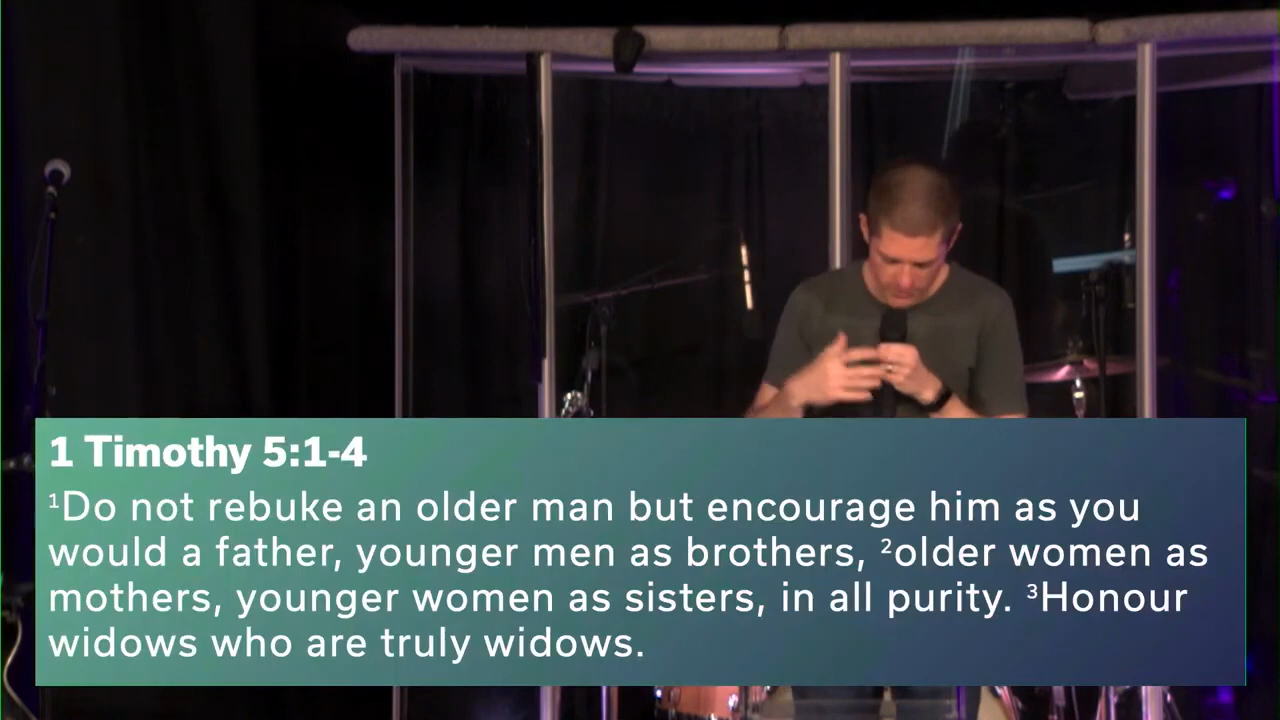 1 Timothy 5:1-4
¹Do not rebuke an older man but encourage him as you
would a father, younger men as brothers, ²older women as
mothers, younger women as sisters, in all purity. ³Honour
widows who are truly widows.